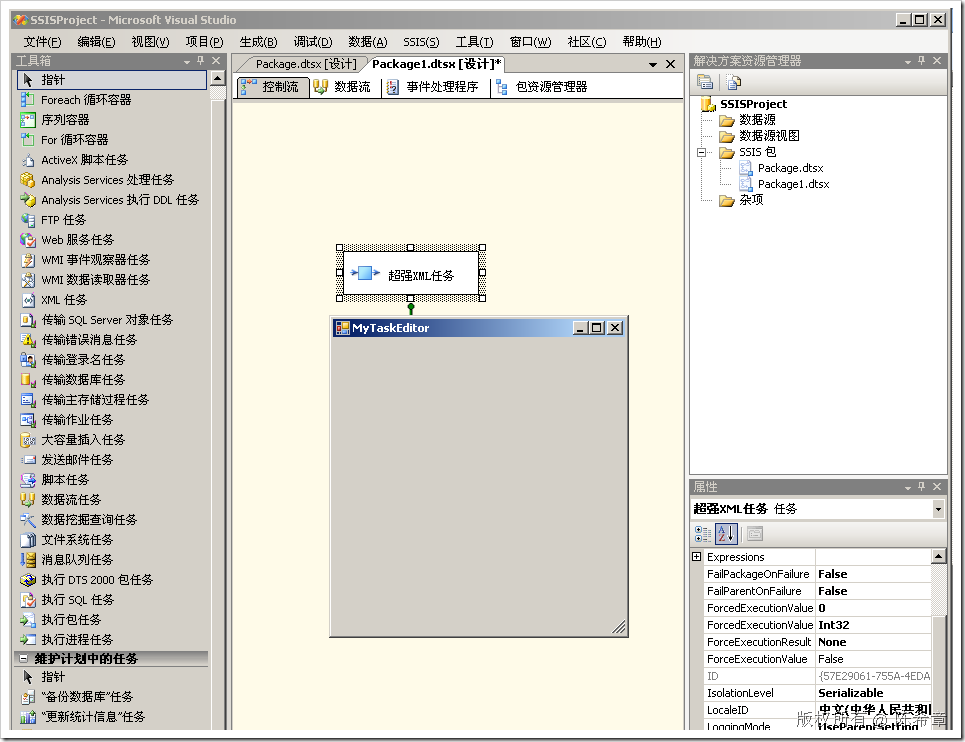 SSISProject - Microsoft Visual Studio
文件(F) 编辑(E) 视图(V) 项目(P) 生成(B) 调试(D) 数据(A) SSIS(S) 工具(T) 窗口(W) 社区(C) 帮助(H)
工具箱
指针
Foreach 循环容器
序列容器
For 循环容器
ActiveX 脚本任务
Analysis Services 处理任务
Analysis Services 执行 DDL 任务
FTP 任务
Web 服务任务
WMI 事件观察器任务
WMI 数据读取器任务
XML 任务
传输 SQL Server 对象任务
传输错误消息任务
传输登录名任务
传输数据库任务
传输主存储过程任务
传输作业任务
大容量插入任务
发送邮件任务
脚本任务
数据流任务
数据挖掘查询任务
文件系统任务
消息队列任务
执行 DTS 2000 包任务
执行 SQL 任务
执行包任务
执行进程任务
维护计划中的任务
指针
“备份数据库”任务
“更新统计信息”任务
Package.dtsx [设计] Package1.dtsx [设计]*
控制流 数据流 事件处理程序 包资源管理器
超强XML任务
MyTaskEditor
解决方案资源管理器
SSISProject
数据源
数据源视图
SSIS 包
Package.dtsx
Package1.dtsx
杂项
属性
超强XML任务 任务
Expressions
FailPackageOnFailure False
FailParentOnFailure False
ForcedExecutionValue 0
ForcedExecutionValue Int32
ForceExecutionResult None
ForceExecutionValue False
ID {57E29061-755A-4EDA
IsolationLevel Serializable
LocaleID 中文(中华人民共和国
LoggingMode UseParentSetting
版权所有 @ 陈希章